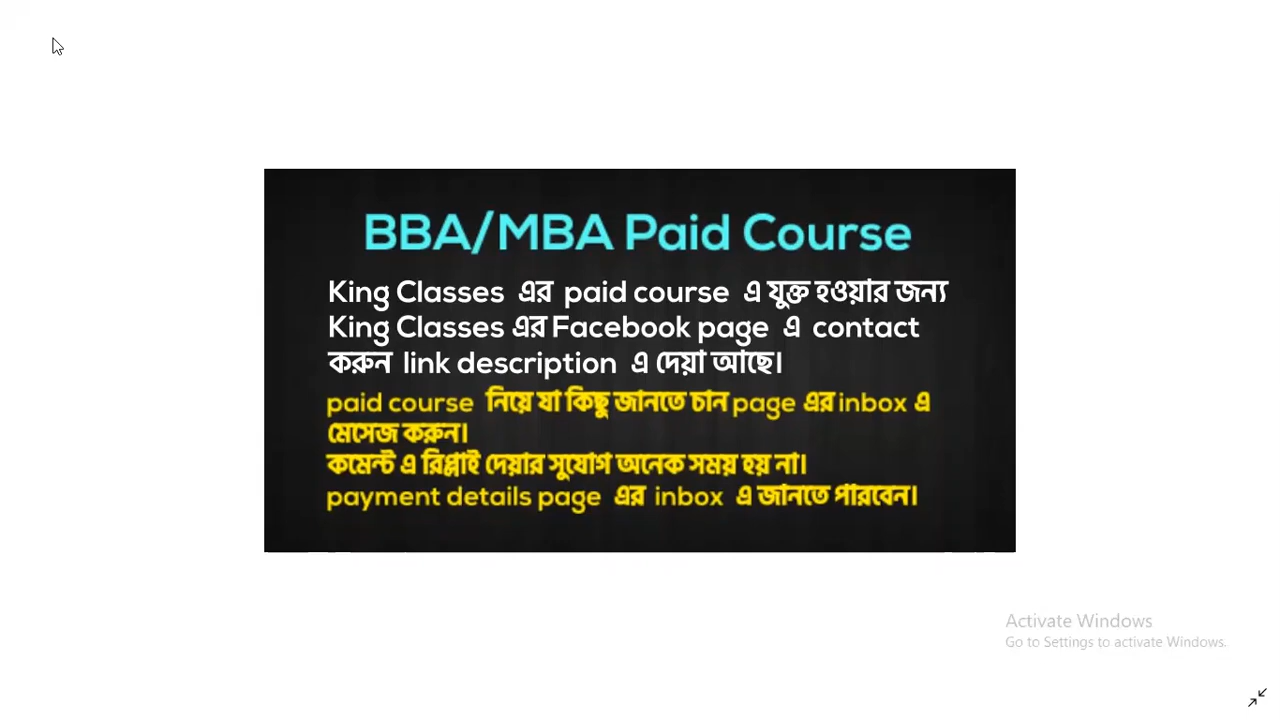 BBA/MBA Paid Course
King Classes এর paid course এ যুক্ত হওয়ার জন্য
King Classes এর Facebook page এ contact
করুন link description এ দেয়া আছে।
paid course নিয়ে যা কিছু জানতে চান page এর inbox এ
মেসেজ করুন।
কমেন্ট এ রিপ্লাই দেয়ার সুযোগ অনেক সময় হয় না।
payment details page এর inbox এ জানতে পারবেন।
Activate Windows
Go to Settings to activate Windows.